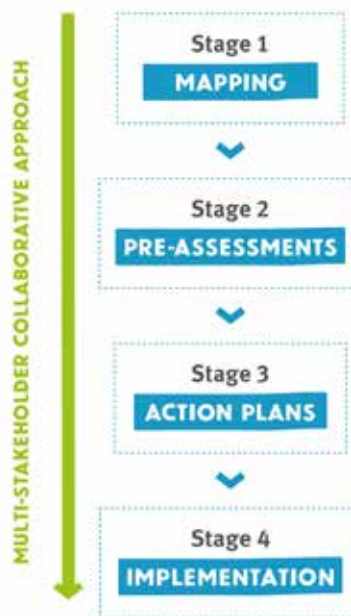 MULTI-STAKEHOLDER COLLABORATIVE APPROACH
Stage 1
MAPPING
Stage 2
PRE-ASSESSMENTS
Stage 3
ACTION PLANS
Stage 4
IMPLEMENTATION